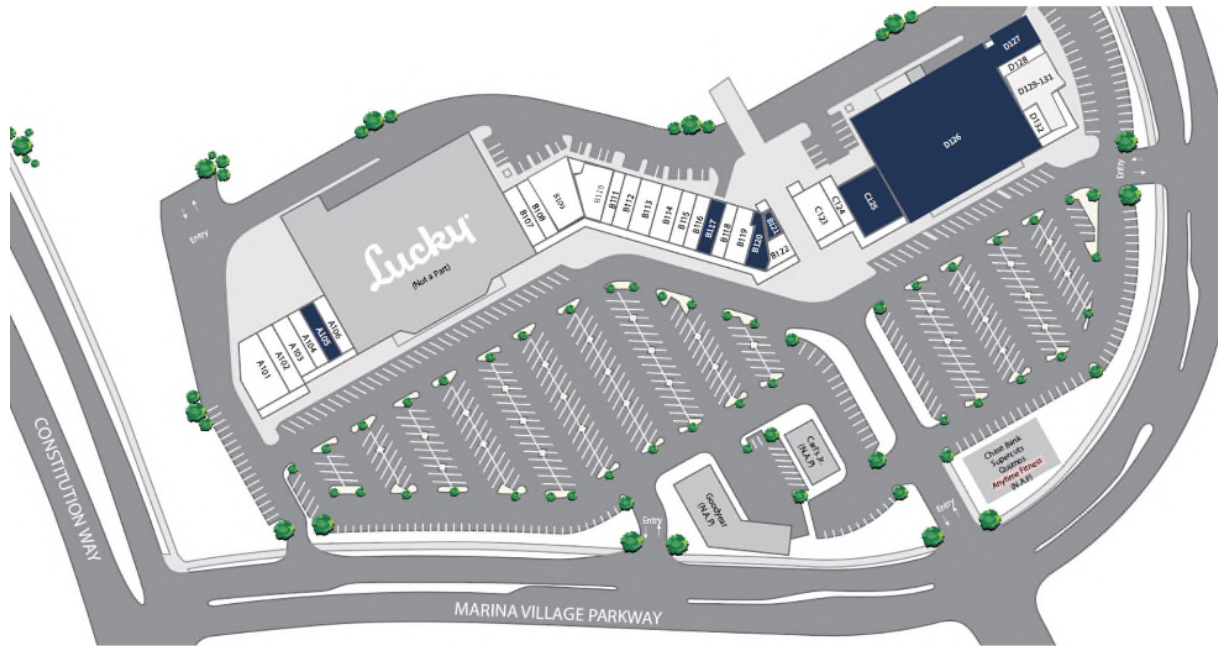 D127
D128
D129-131
D132
D126
C125
C124
C123
B122
B121
B120
B119
B118
B117
B116
B115
B114
B113
B112
B111
B110
B109
B108
B107
Lucky
(Not a Part)
A106
A105
A104
A103
A102
A101
Entry
Entry
Entry
Entry
Carl's Jr.
(N.A.P)
Goodyear
(N.A.P)
Chase Bank
Supercuts
Quiznos
Anytime Fitness
(N.A.P)
CONSTITUTION WAY
MARINA VILLAGE PARKWAY